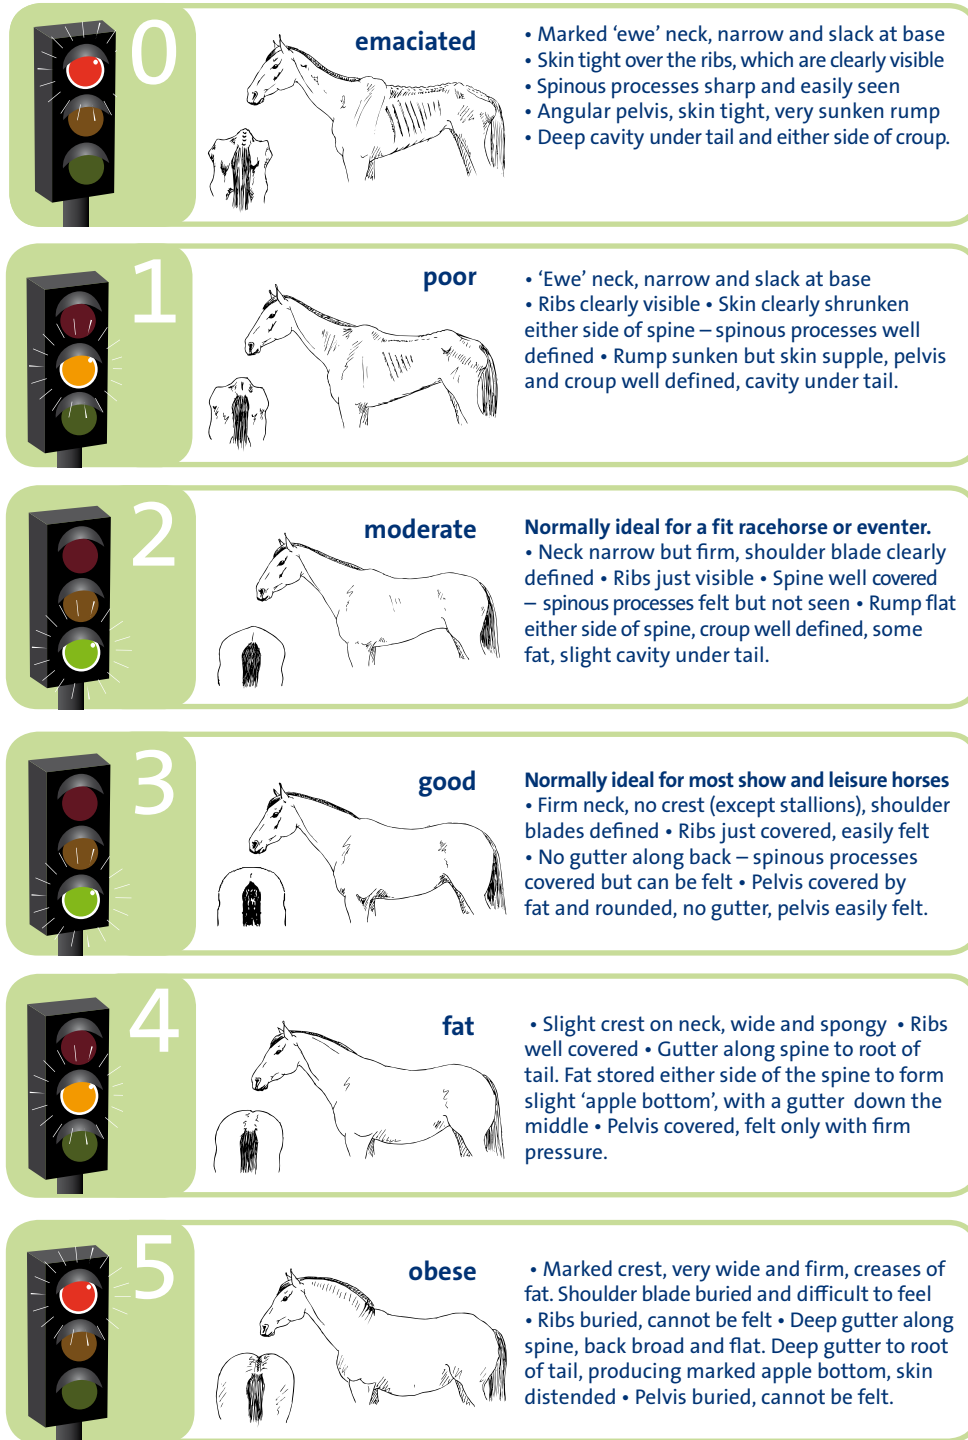 0
emaciated
• Marked ‘ewe’ neck, narrow and slack at base
• Skin tight over the ribs, which are clearly visible
• Spinous processes sharp and easily seen
• Angular pelvis, skin tight, very sunken rump
• Deep cavity under tail and either side of croup.
1
poor
• ‘Ewe’ neck, narrow and slack at base
• Ribs clearly visible • Skin clearly shrunken
either side of spine – spinous processes well
defined • Rump sunken but skin supple, pelvis
and croup well defined, cavity under tail.
2
moderate
Normally ideal for a fit racehorse or eventer.
• Neck narrow but firm, shoulder blade clearly
defined • Ribs just visible • Spine well covered
– spinous processes felt but not seen • Rump flat
either side of spine, croup well defined, some
fat, slight cavity under tail.
3
good
Normally ideal for most show and leisure horses
• Firm neck, no crest (except stallions), shoulder
blades defined • Ribs just covered, easily felt
• No gutter along back – spinous processes
covered but can be felt • Pelvis covered by
fat and rounded, no gutter, pelvis easily felt.
4
fat
• Slight crest on neck, wide and spongy • Ribs
well covered • Gutter along spine to root of
tail. Fat stored either side of the spine to form
slight ‘apple bottom’, with a gutter down the
middle • Pelvis covered, felt only with firm
pressure.
5
obese
• Marked crest, very wide and firm, creases of
fat. Shoulder blade buried and difficult to feel
• Ribs buried, cannot be felt • Deep gutter along
spine, back broad and flat. Deep gutter to root
of tail, producing marked apple bottom, skin
distended • Pelvis buried, cannot be felt.